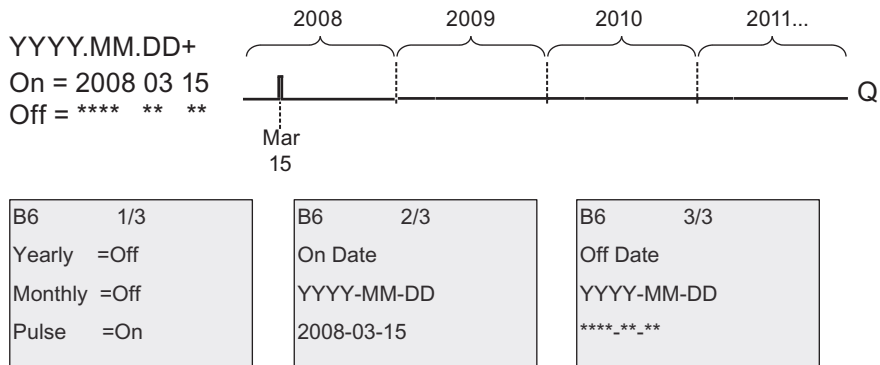 2008 2009 2010 2011...
YYYY.MM.DD+
On = 2008 03 15
Off = **** ** **
Q
Mar
15
B6 1/3
Yearly =Off
Monthly =Off
Pulse =On
B6 2/3
On Date
YYYY-MM-DD
2008-03-15
B6 3/3
Off Date
YYYY-MM-DD
****-**-**